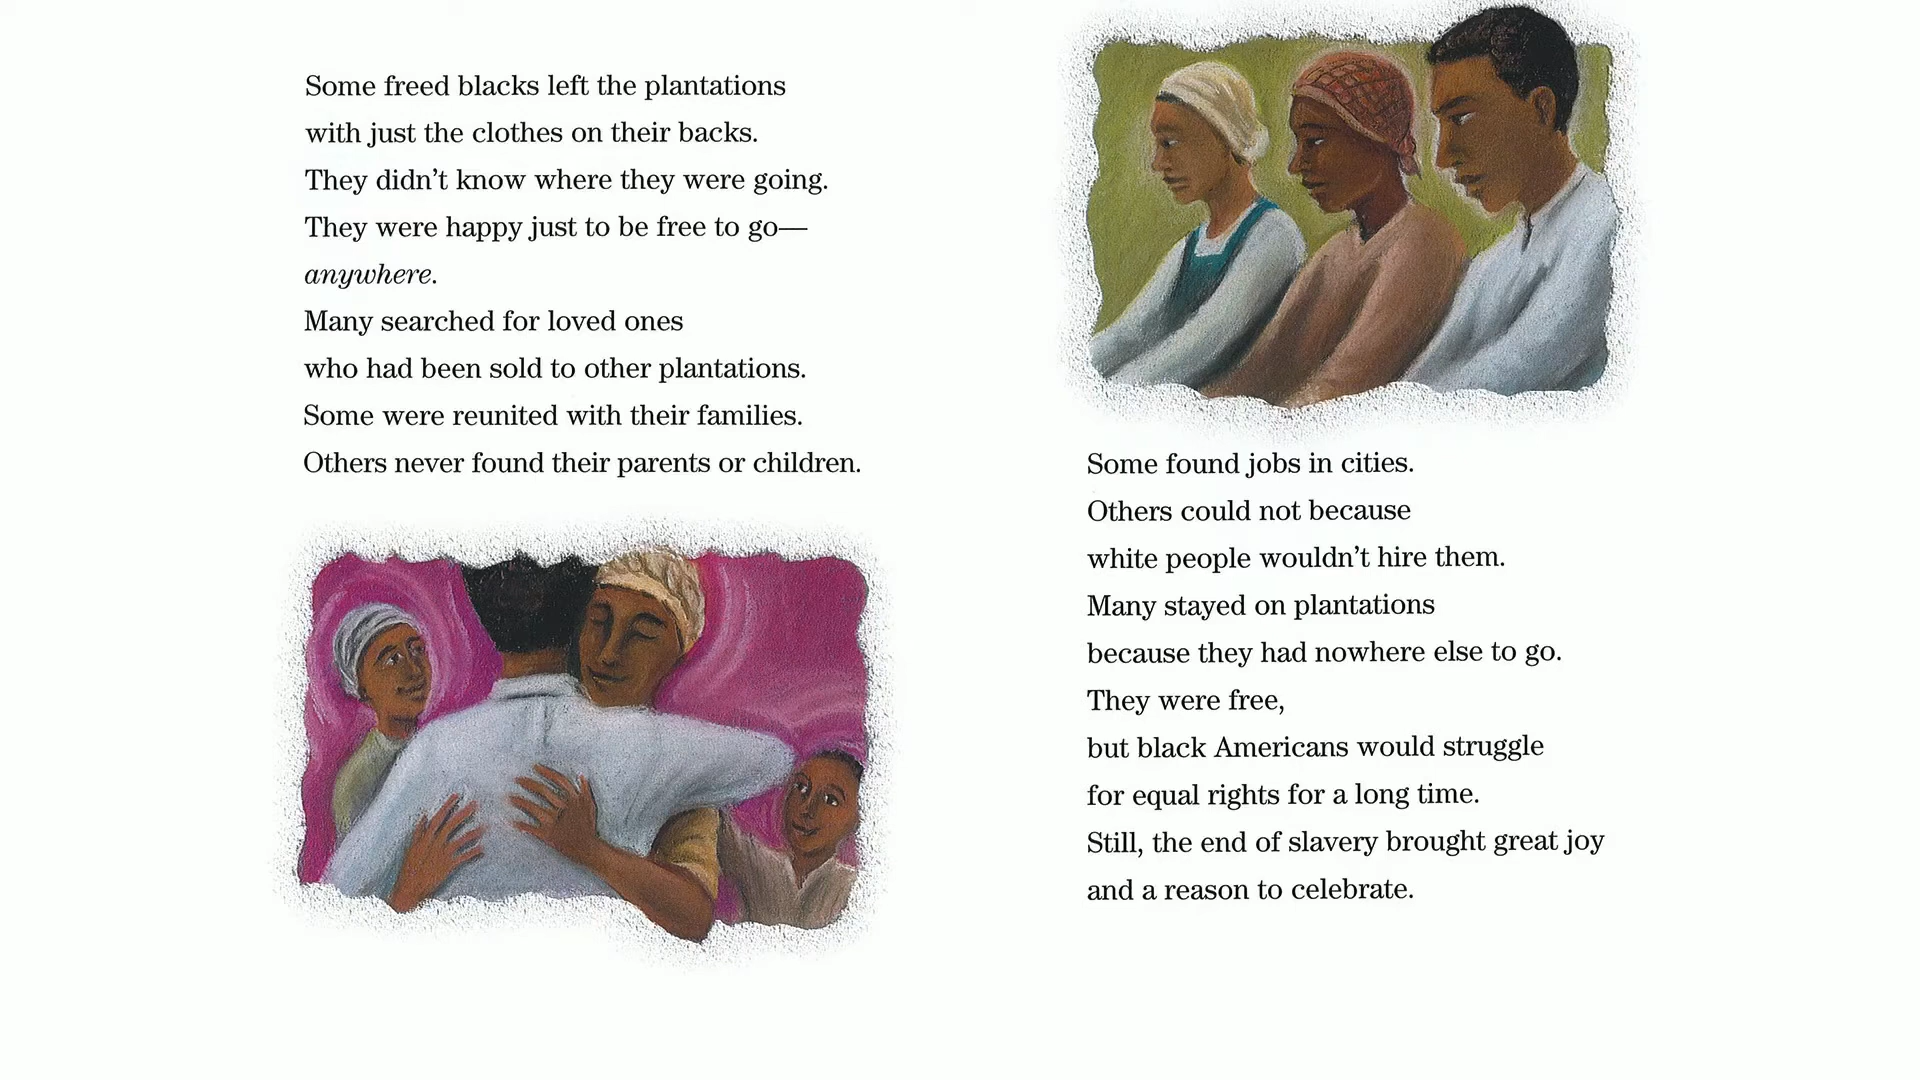 Some freed blacks left the plantations
with just the clothes on their backs.
They didn’t know where they were going.
They were happy just to be free to go—
anywhere.
Many searched for loved ones
who had been sold to other plantations.
Some were reunited with their families.
Others never found their parents or children.
Some found jobs in cities.
Others could not because
white people wouldn’t hire them.
Many stayed on plantations
because they had nowhere else to go.
They were free,
but black Americans would struggle
for equal rights for a long time.
Still, the end of slavery brought great joy
and a reason to celebrate.